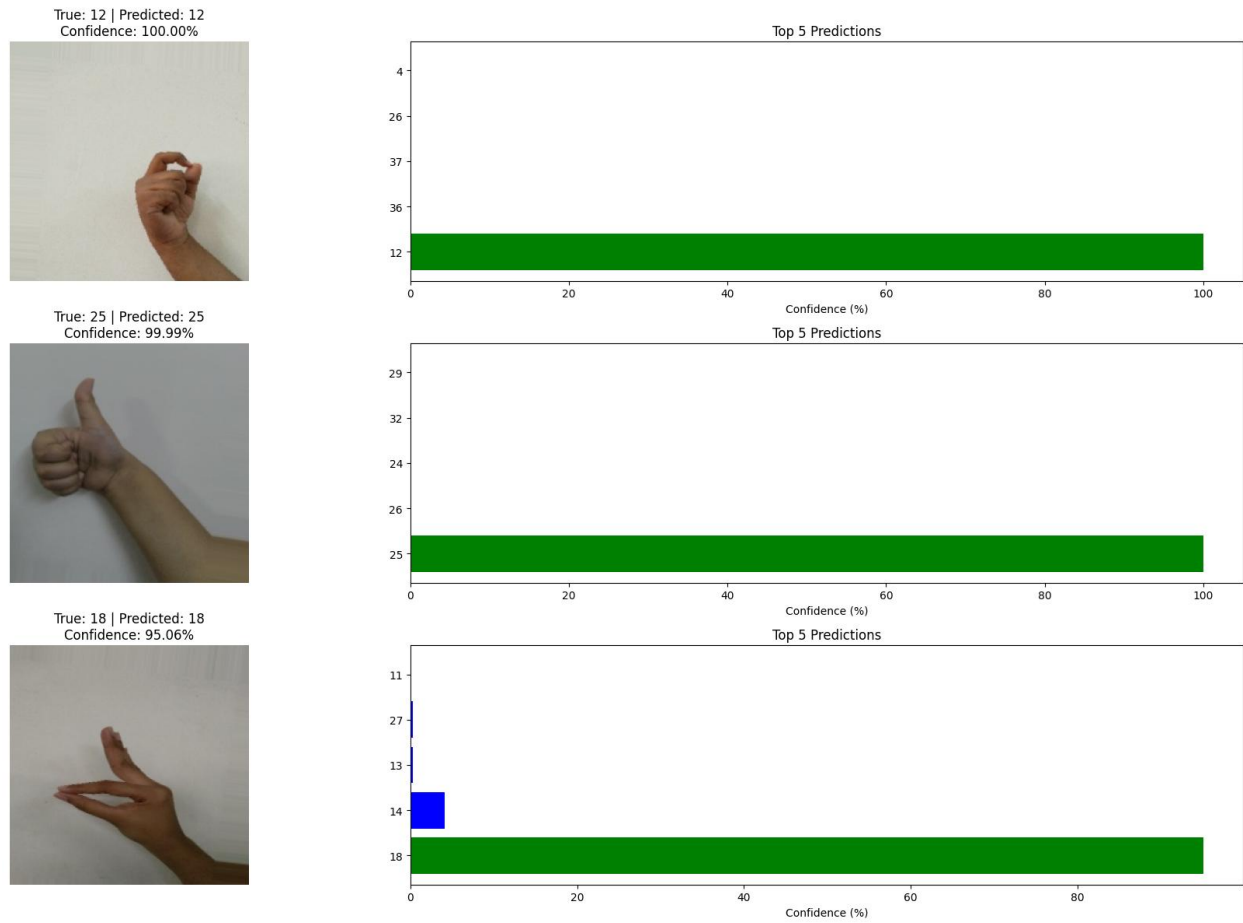 True: 12 | Predicted: 12
Confidence: 100.00%
Top 5 Predictions
4
26
37
36
12
0 20 40 60 80 100
Confidence (%)
True: 25 | Predicted: 25
Confidence: 99.99%
Top 5 Predictions
29
32
24
26
25
0 20 40 60 80 100
Confidence (%)
True: 18 | Predicted: 18
Confidence: 95.06%
Top 5 Predictions
11
27
13
14
18
0 20 40 60 80
Confidence (%)